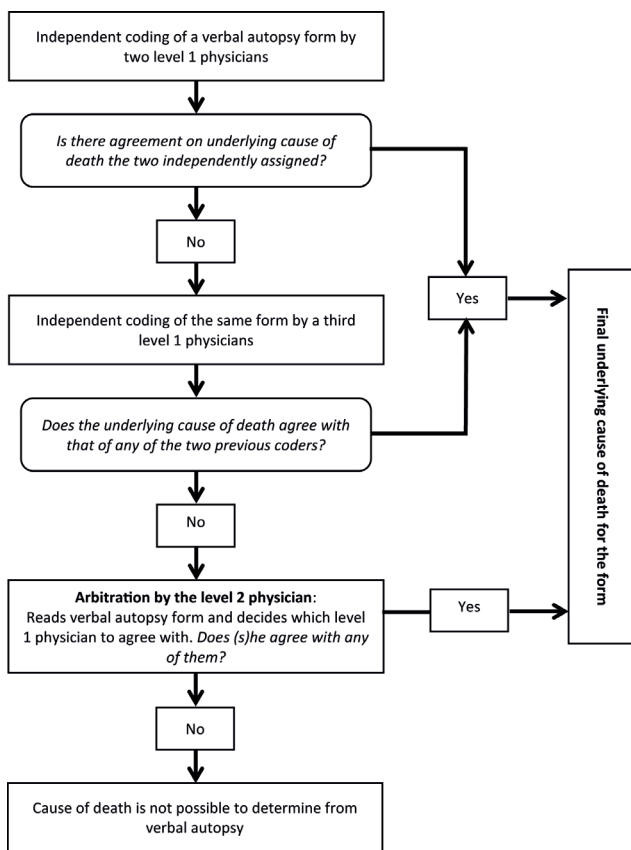 Independent coding of a verbal autopsy form by
two level 1 physicians
Is there agreement on underlying cause of
death the two independently assigned?
No
Yes
Independent coding of the same form by a third
level 1 physicians
Does the underlying cause of death agree with
that of any of the two previous coders?
No
Arbitration by the level 2 physician:
Reads verbal autopsy form and decides which level
1 physician to agree with. Does (s)he agree with any
of them?
Yes
No
Cause of death is not possible to determine from
verbal autopsy
Final underlying cause of death for the form